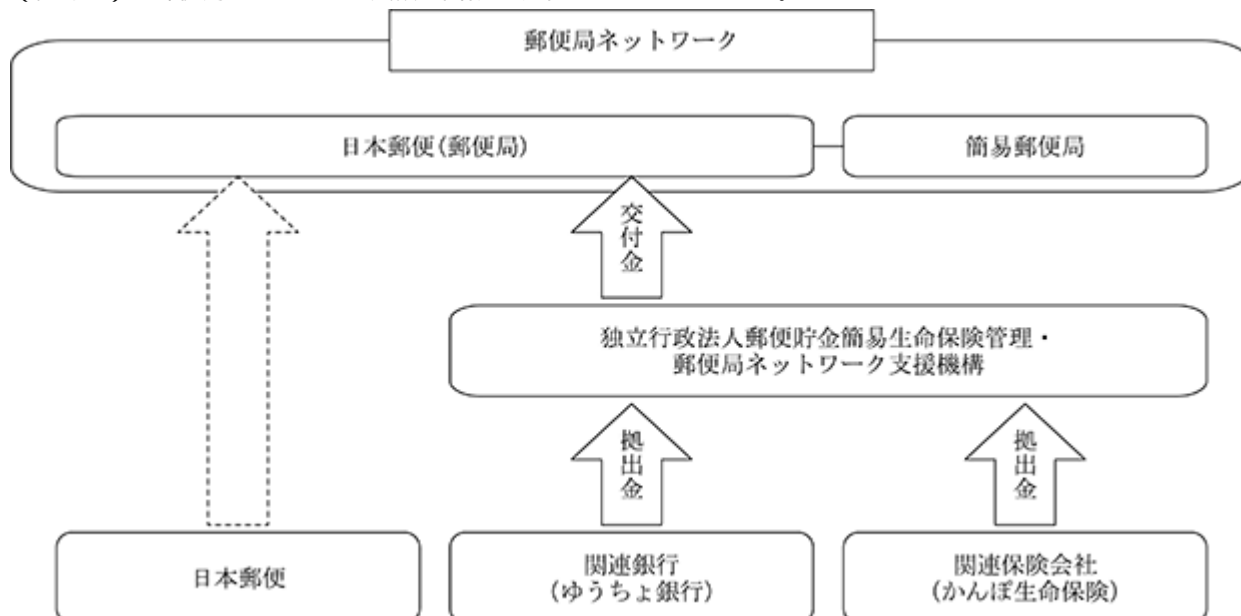 郵便局ネットワーク
日本郵便(郵便局)
簡易郵便局
交付金
独立行政法人郵便貯金簡易生命保険管理・
郵便局ネットワーク支援機構
拠出金
拠出金
日本郵便
関連銀行
(ゆうちょ銀行)
関連保険会社
(かんぽ生命保険)